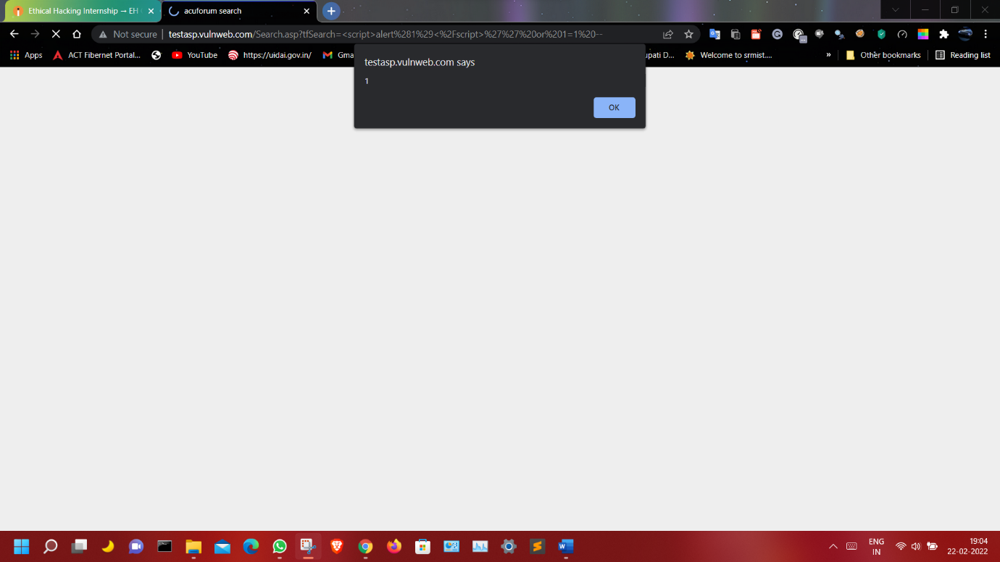 Ethical Hacking Internship → EH
acuforum search
Not secure testasp.vulnweb.com/Search.asp?tfSearch=<script>alert%281%29<%2Fscript>%27%27%20or%201=1%20--
Apps ACT Fibernet Portal... YouTube https://uidai.gov.in/ Gma upati D... Welcome to srmist.... » Other bookmarks Reading list
testasp.vulnweb.com says
1
OK
ENG
IN
19:04
22-02-2022